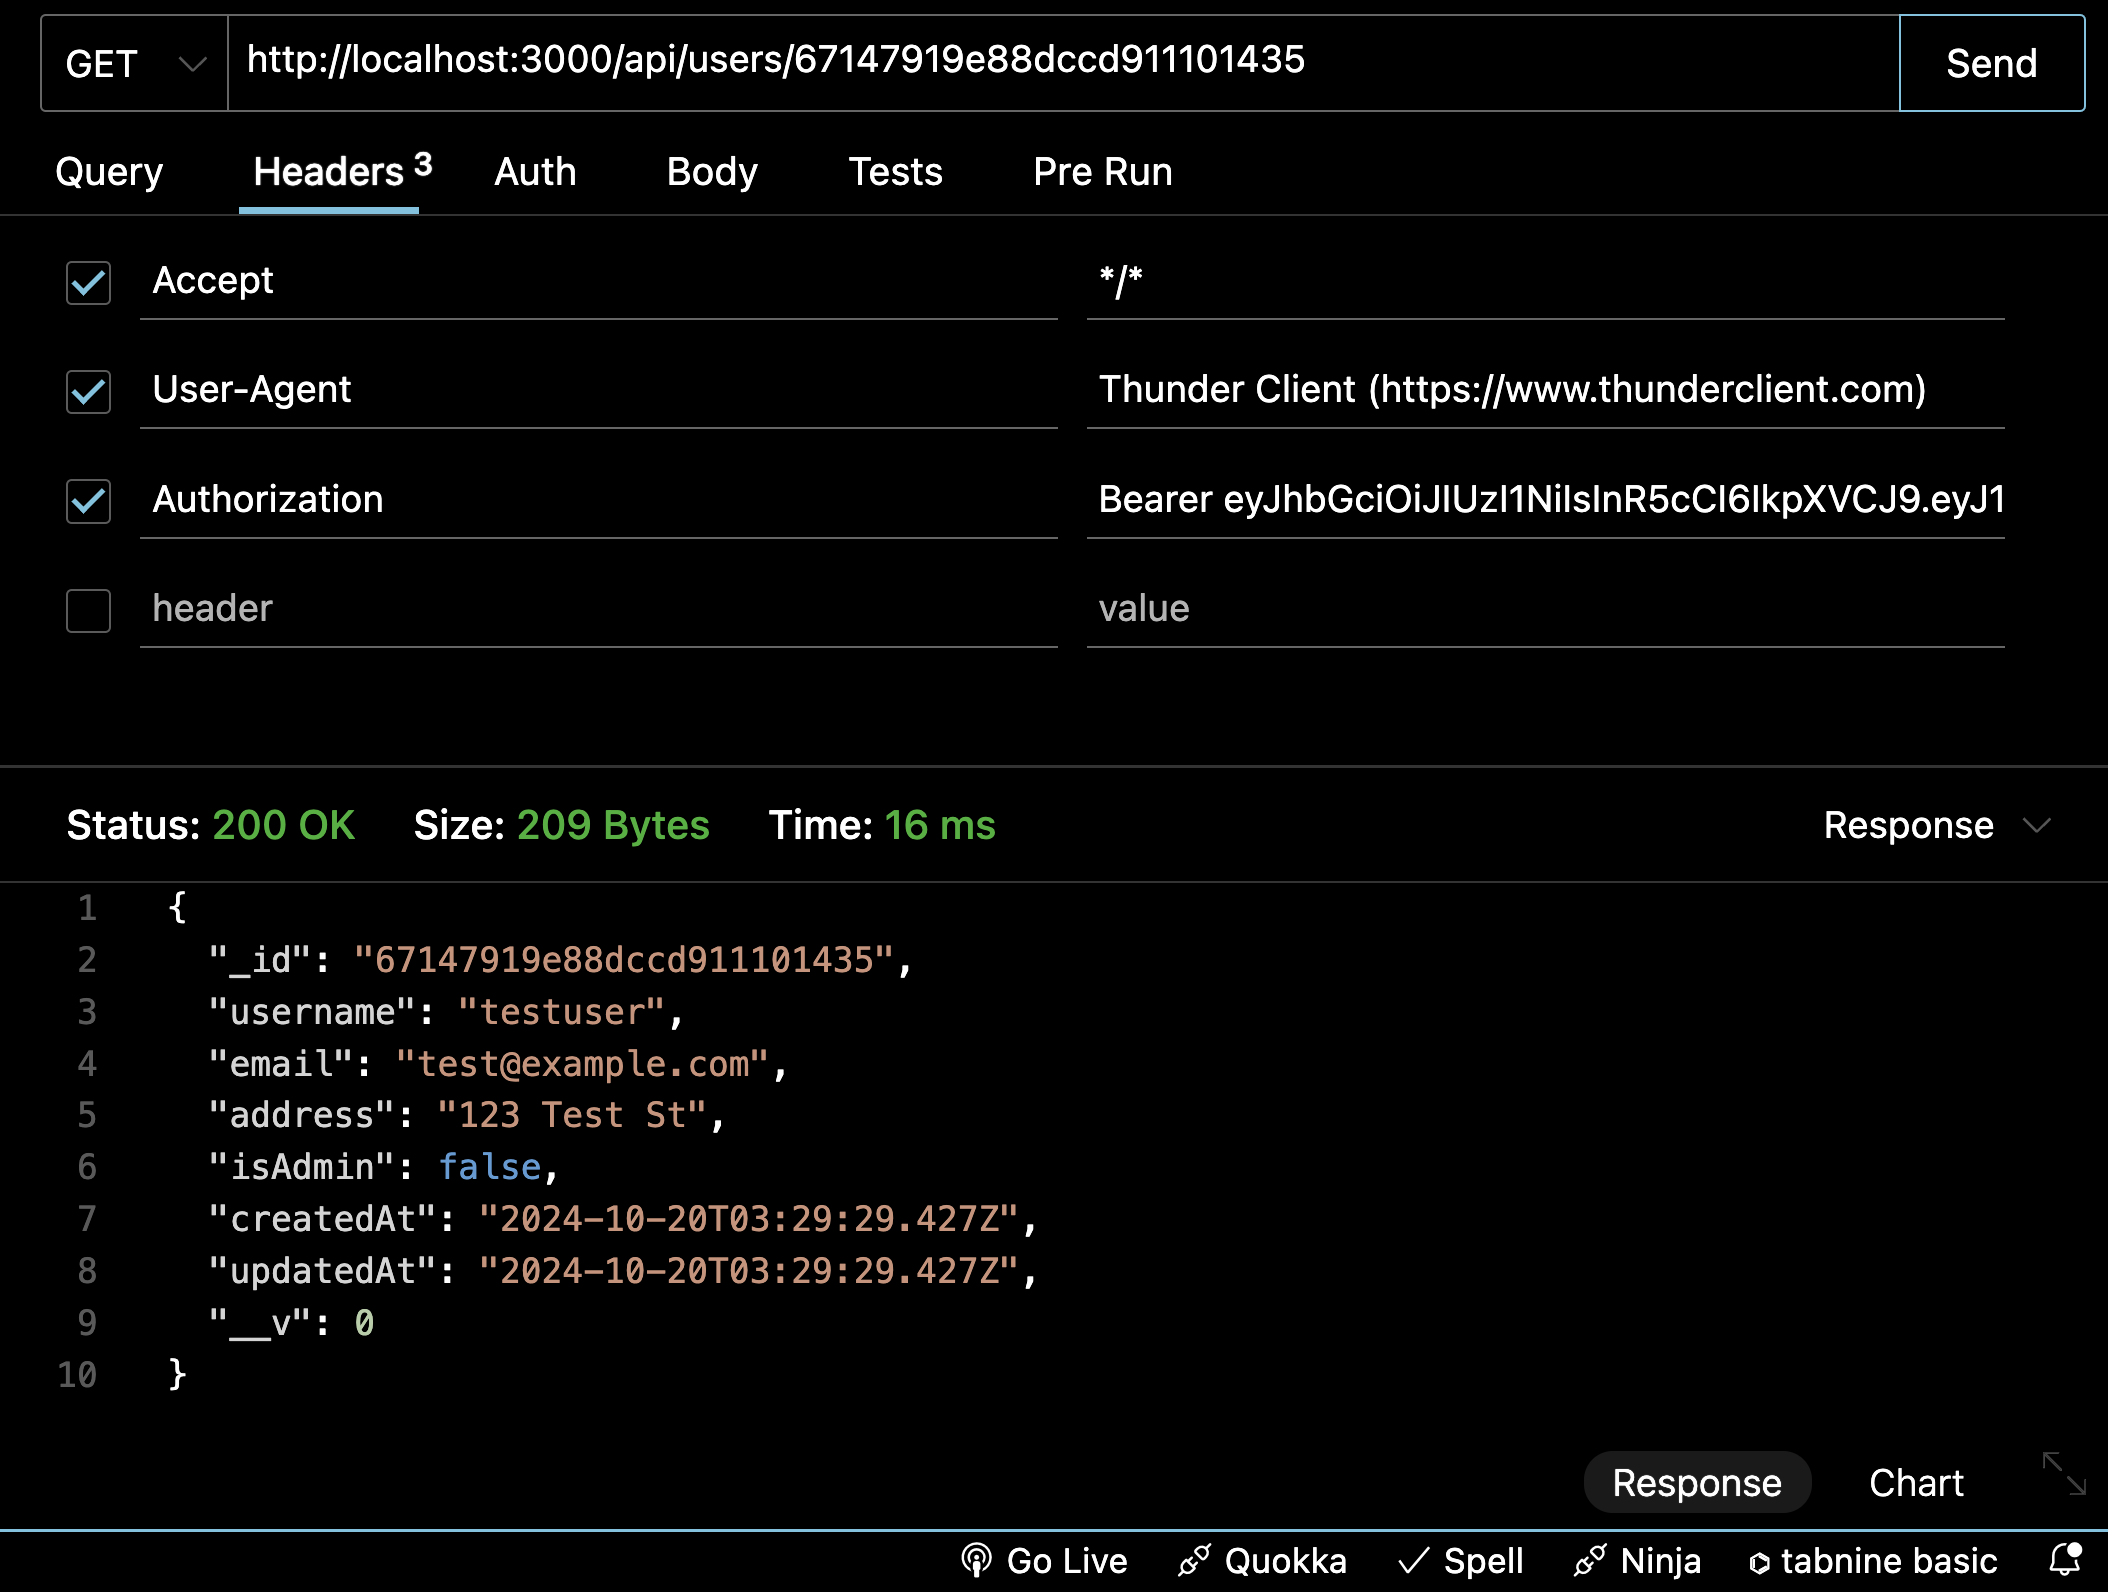 GET http://localhost:3000/api/users/67147919e88dccd911101435 Send
Query Headers 3 Auth Body Tests Pre Run
Accept */*
User-Agent Thunder Client (https://www.thunderclient.com)
Authorization Bearer eyJhbGciOiJIUzI1NiIsInR5cCI6IkpXVCJ9.eyJ1
header value
Status: 200 OK Size: 209 Bytes Time: 16 ms Response
1 {
2 "_id": "67147919e88dccd911101435",
3 "username": "testuser",
4 "email": "test@example.com",
5 "address": "123 Test St",
6 "isAdmin": false,
7 "createdAt": "2024-10-20T03:29:29.427Z",
8 "updatedAt": "2024-10-20T03:29:29.427Z",
9 "__v": 0
10 }
Response Chart
Go Live Quokka Spell Ninja tabnine basic